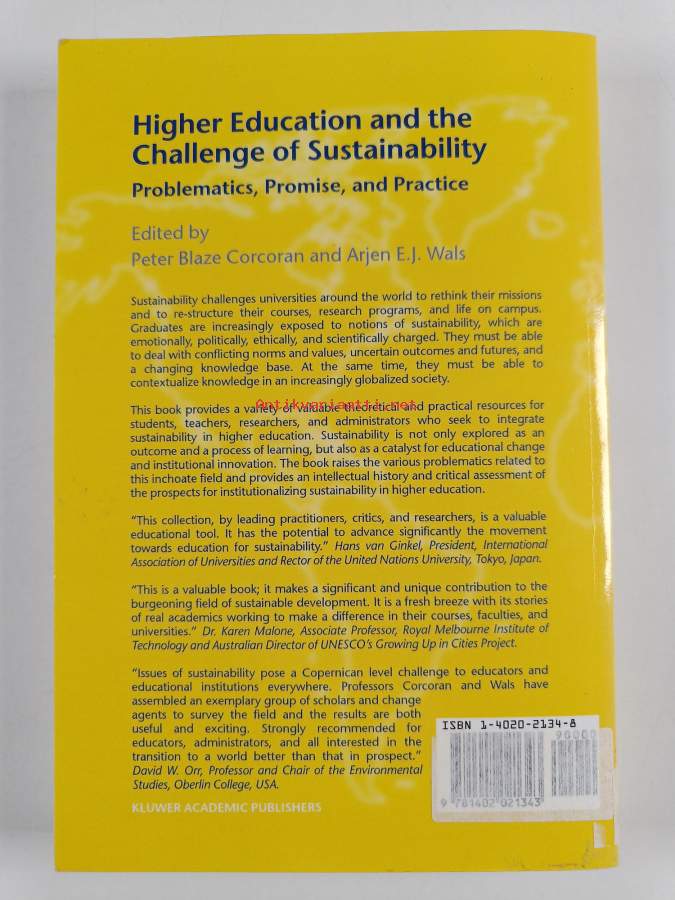 Higher Education and the
Challenge of Sustainability
Problematics, Promise, and Practice
Edited by
Peter Blaze Corcoran and Arjen E.J. Wals
Sustainability challenges universities around the world to rethink their missions
and to re-structure their courses, research programs, and life on campus.
Graduates are increasingly exposed to notions of sustainability, which are
emotionally, politically, ethically, and scientifically charged. They must be able
to deal with conflicting norms and values, uncertain outcomes and futures, and
a changing knowledge base. At the same time, they must be able to
contextualize knowledge in an increasingly globalized society.
Antikvariantti.net
This book provides a variety of valuable theoretical and practical resources for
students, teachers, researchers, and administrators who seek to integrate
sustainability in higher education. Sustainability is not only explored as an
outcome and a process of learning, but also as a catalyst for educational change
and institutional innovation. The book raises the various problematics related to
this inchoate field and provides an intellectual history and critical assessment of
the prospects for institutionalizing sustainability in higher education.
“This collection, by leading practitioners, critics, and researchers, is a valuable
educational tool. It has the potential to advance significantly the movement
towards education for sustainability.” Hans van Ginkel, President, International
Association of Universities and Rector of the United Nations University, Tokyo, Japan.
“This is a valuable book; it makes a significant and unique contribution to the
burgeoning field of sustainable development. It is a fresh breeze with its stories
of real academics working to make a difference in their courses, faculties, and
universities.” Dr. Karen Malone, Associate Professor, Royal Melbourne Institute of
Technology and Australian Director of UNESCO’s Growing Up in Cities Project.
“Issues of sustainability pose a Copernican level challenge to educators and
educational institutions everywhere. Professors Corcoran and Wals have
assembled an exemplary group of scholars and change
agents to survey the field and the results are both
useful and exciting. Strongly recommended for
educators, administrators, and all interested in the
transition to a world better than that in prospect.”
David W. Orr, Professor and Chair of the Environmental
Studies, Oberlin College, USA.
KLUWER ACADEMIC PUBLISHERS
ISBN 1-4020-2134-8
90000
9 781402 021343